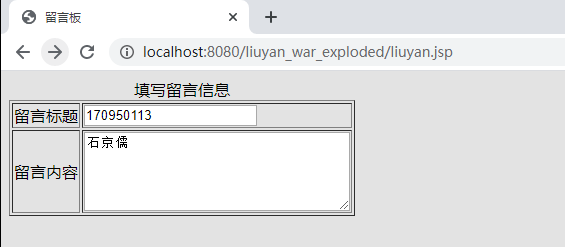 留言板
localhost:8080/liuyan_war_exploded/liuyan.jsp
填写留言信息
留言标题 170950113
留言内容 石京儒